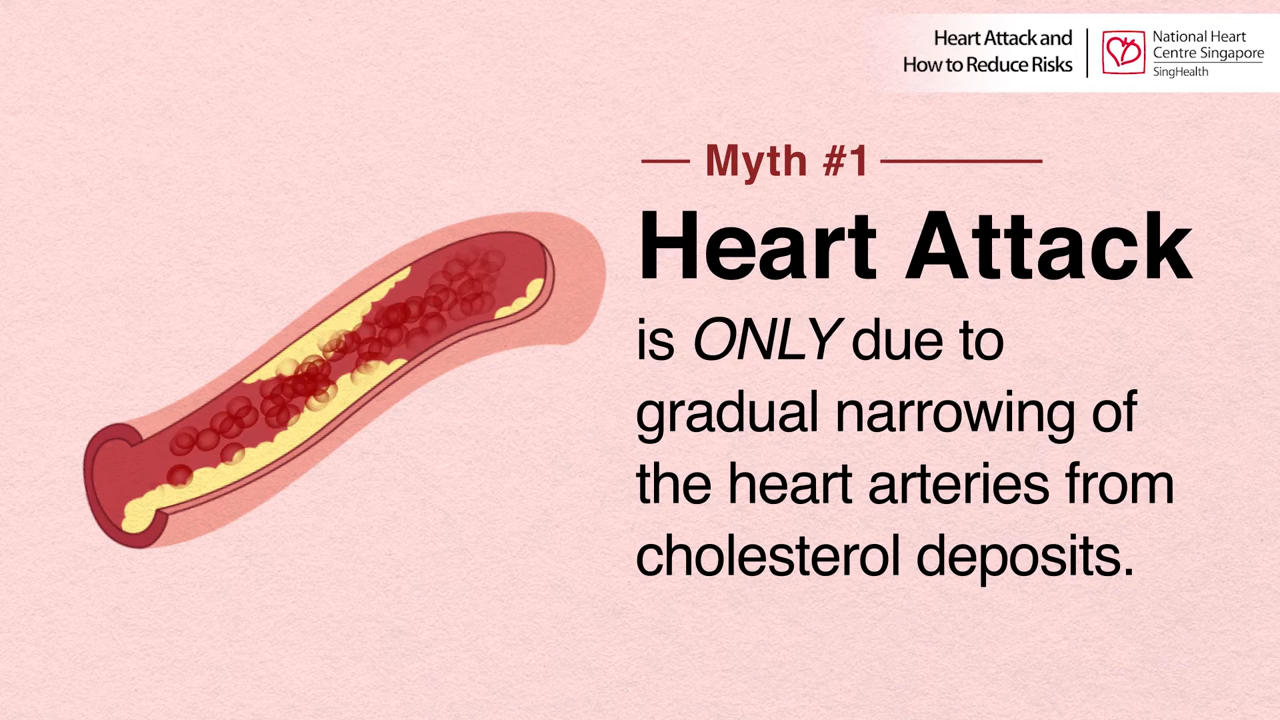 Heart Attack and
How to Reduce Risks
National Heart
Centre Singapore
SingHealth
Myth #1
Heart Attack
is ONLY due to
gradual narrowing of
the heart arteries from
cholesterol deposits.